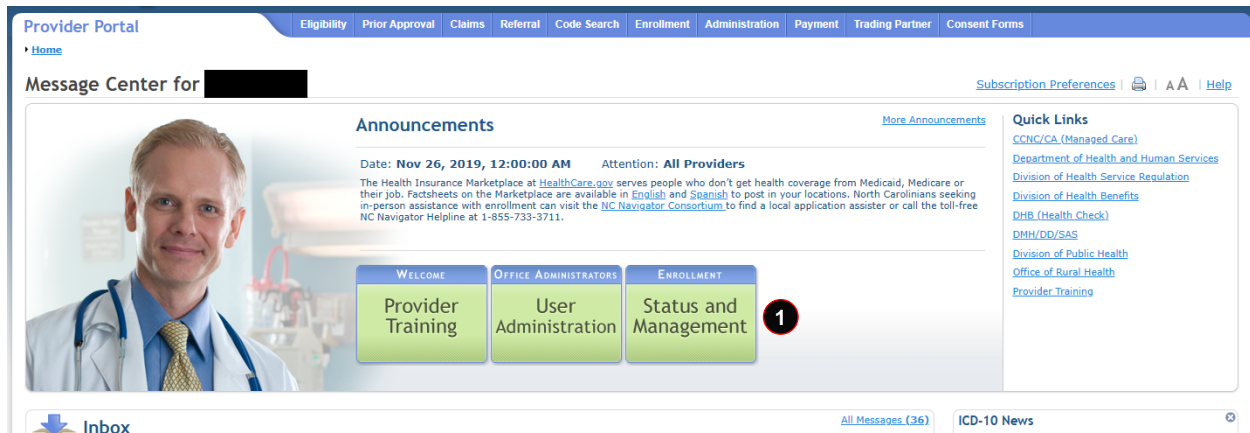 Provider Portal
Eligibility Prior Approval Claims Referral Code Search Enrollment Administration Payment Trading Partner Consent Forms
Home
Message Center for
Subscription Preferences | | A A | Help
Announcements
More Announcements
Date: Nov 26, 2019, 12:00:00 AM Attention: All Providers
The Health Insurance Marketplace at HealthCare.gov serves people who don't get health coverage from Medicaid, Medicare or
their job. Factsheets on the Marketplace are available in English and Spanish to post in your locations. North Carolinians seeking
in-person assistance with enrollment can visit the NC Navigator Consortium to find a local application assister or call the toll-free
NC Navigator Helpline at 1-855-733-3711.
Welcome
Provider
Training
Office Administrators
User
Administration
Enrollment
Status and
Management
1
Quick Links
CCNC/CA (Managed Care)
Department of Health and Human Services
Division of Health Service Regulation
Division of Health Benefits
DHB (Health Check)
DMH/DD/SAS
Division of Public Health
Office of Rural Health
Provider Training
Inbox
All Messages (36)
ICD-10 News